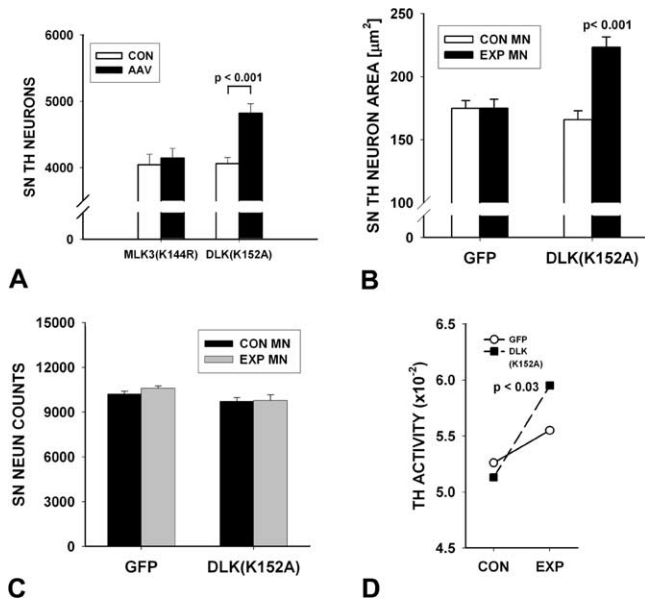 6000
5000
4000
0
SN TH NEURONS
CON
AAV
p < 0.001
MLK3(K144R) DLK(K152A)
A
250
200
150
100
0
SN TH NEURON AREA [µm²]
CON MN
EXP MN
p< 0.001
GFP DLK(K152A)
B
15000
12000
9000
6000
3000
0
SN NEUN COUNTS
CON MN
EXP MN
GFP DLK(K152A)
C
6.5
6.0
5.5
5.0
4.5
TH ACTIVITY (x10⁻²)
GFP
DLK
(K152A)
p < 0.03
CON EXP
D